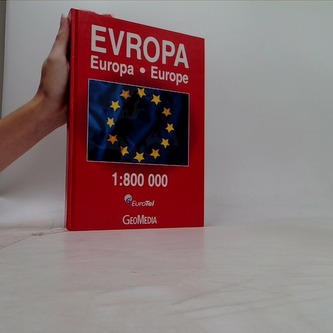 EVROPA
Europa • Europe
1:800 000
EuroTel
GEOMEDIA